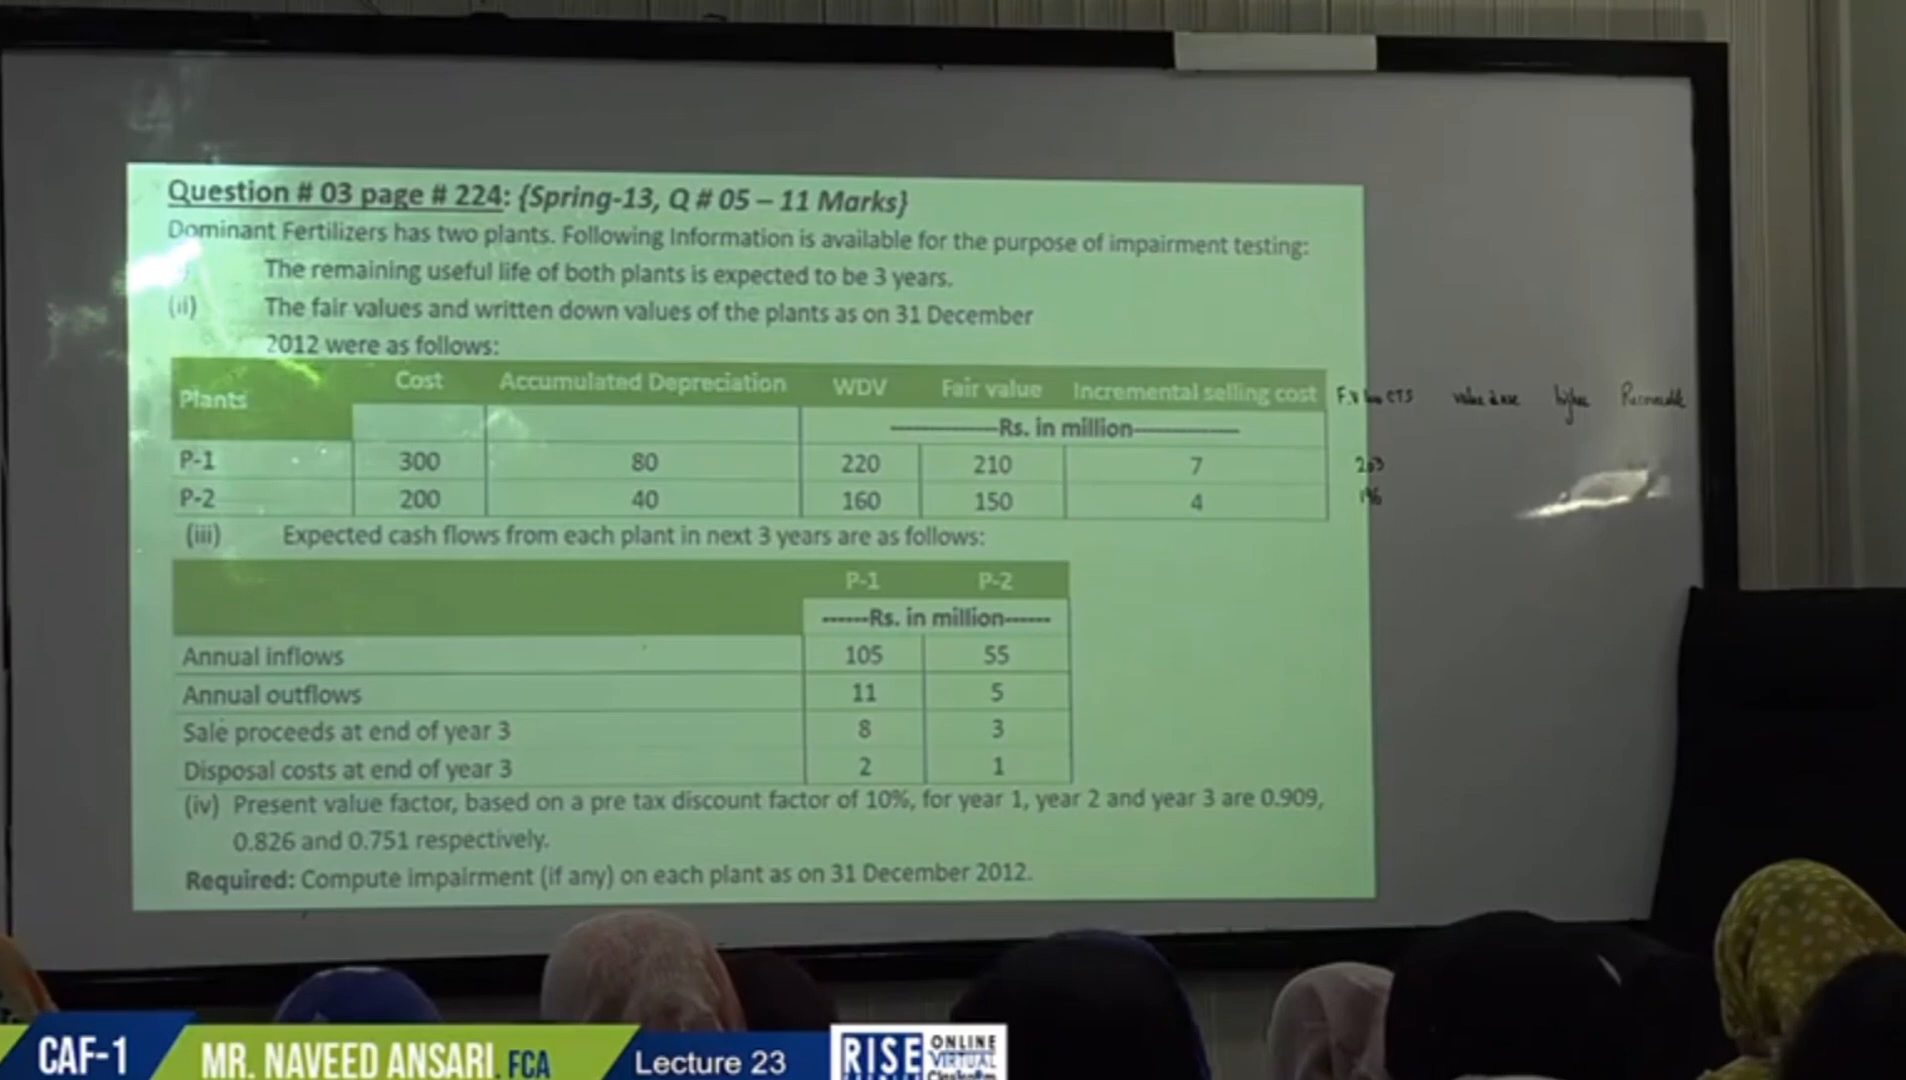 Question # 03 page # 224: {Spring-13, Q # 05 – 11 Marks}
Dominant Fertilizers has two plants. Following Information is available for the purpose of impairment testing:
The remaining useful life of both plants is expected to be 3 years.
(ii) The fair values and written down values of the plants as on 31 December
2012 were as follows:
Plants Cost Accumulated Depreciation WDV Fair value Incremental selling cost F.V less CTS value in use higher Recoverable
Rs. in million
P-1 300 80 220 210 7 203
P-2 200 40 160 150 4 146
(iii) Expected cash flows from each plant in next 3 years are as follows:
P-1 P-2
------Rs. in million------
Annual inflows 105 55
Annual outflows 11 5
Sale proceeds at end of year 3 8 3
Disposal costs at end of year 3 2 1
(iv) Present value factor, based on a pre tax discount factor of 10%, for year 1, year 2 and year 3 are 0.909,
0.826 and 0.751 respectively.
Required: Compute impairment (if any) on each plant as on 31 December 2012.
CAF-1 MR. NAVEED ANSARI, FCA Lecture 23 RISE ONLINE
VIRTUAL